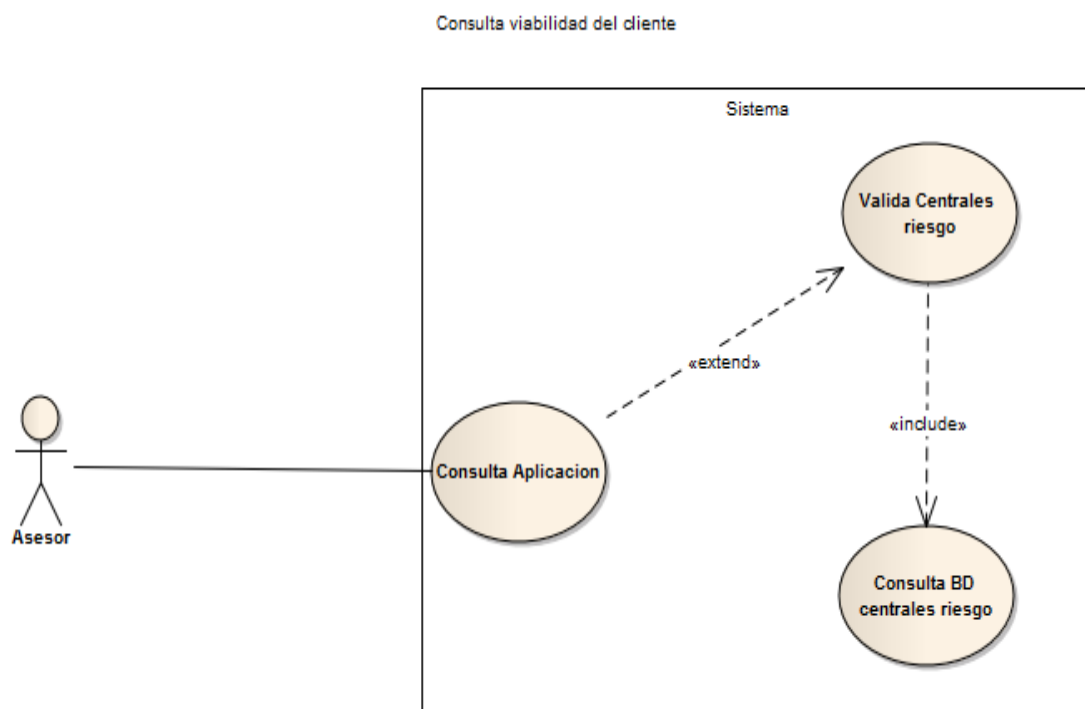 Consulta viabilidad del cliente
Sistema
Valida Centrales
riesgo
«extend»
«include»
Consulta Aplicacion
Asesor
Consulta BD
centrales riesgo